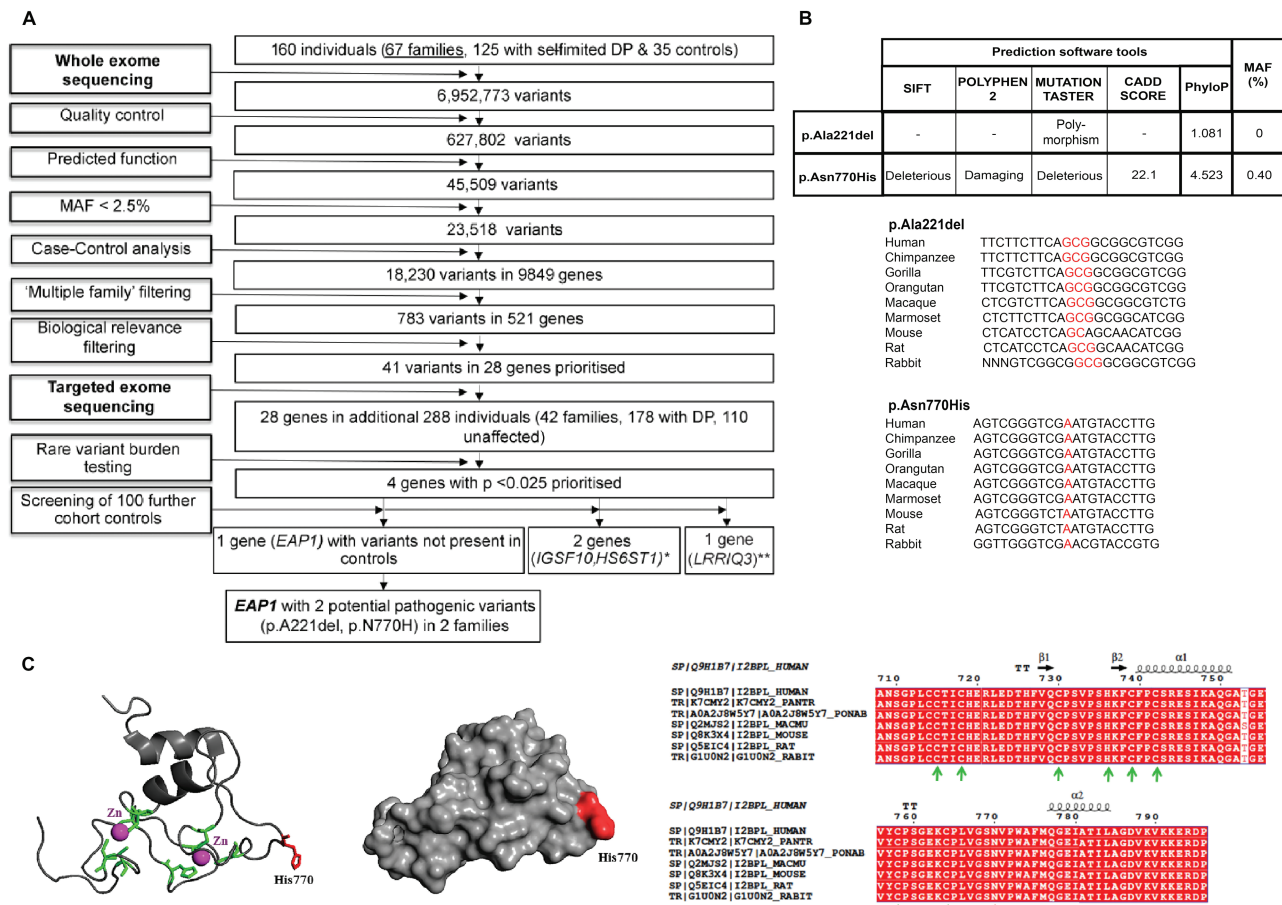 A
160 individuals (67 families, 125 with selflimited DP & 35 controls)
Whole exome
sequencing
6,952,773 variants
Quality control
627,802 variants
Predicted function
45,509 variants
MAF < 2.5%
23,518 variants
Case-Control analysis
18,230 variants in 9849 genes
'Multiple family' filtering
783 variants in 521 genes
Biological relevance
filtering
41 variants in 28 genes prioritised
Targeted exome
sequencing
28 genes in additional 288 individuals (42 families, 178 with DP, 110
unaffected)
Rare variant burden
testing
4 genes with p <0.025 prioritised
Screening of 100 further
cohort controls
1 gene (EAP1) with variants not present in
controls
2 genes
(IGSF10,HS6ST1)*
1 gene
(LRRIQ3)**
EAP1 with 2 potential pathogenic variants
(p.A221del, p.N770H) in 2 families
B
Prediction software tools
MAF
(%)
SIFT
POLYPHEN
2
MUTATION
TASTER
CADD
SCORE
PhyloP
p.Ala221del - - Poly-
morphism - 1.081 0
p.Asn770His Deleterious Damaging Deleterious 22.1 4.523 0.40
p.Ala221del
Human TTCTTCTTCAGCGGCGGCGTCGG
Chimpanzee TTCTTCTTCAGCGGCGGCGTCGG
Gorilla TTCGTCTTCAGCGGCGGCGTCGG
Orangutan TTCGTCTTCAGCGGCGGCGTCGG
Macaque CTCGTCTTCAGCGGCGGCGTCTG
Marmoset CTCTTCTTCAGCGGCGGCATCGG
Mouse CTCATCCTCAGCAGCAACATCGG
Rat CTCATCCTCAGCGGCAACATCGG
Rabbit NNNGTCGGCGGCGGCGGCGTCGG
p.Asn770His
Human AGTCGGGTCGAATGTACCTTG
Chimpanzee AGTCGGGTCGAATGTACCTTG
Gorilla AGTCGGGTCGAATGTACCTTG
Orangutan AGTCGGGTCGAATGTACCTTG
Macaque AGTCGGGTCGAATGTACCTTG
Marmoset AGTCGGGTCGAATGTACCTTG
Mouse AGTCGGGTCTAATGTACCTTG
Rat AGTCGGGTCTAATGTACCTTG
Rabbit GGTTGGGTCGAACGTACCGTG
C
Zn
Zn
His770
His770
SP|Q9H1B7|I2BPL_HUMAN
TT β1 β2 α1
710 720 730 740 750
SP|Q9H1B7|I2BPL_HUMAN ANSGPLCCTICHERLEDTHFVQCPSVPSHKFCFPCSRESIKAQGATGE
TR|K7CMY2|K7CMY2_PANTR ANSGPLCCTICHERLEDTHFVQCPSVPSHKFCFPCSRESIKAQGATGE
TR|A0A2J8W5Y7|A0A2J8W5Y7_PONAB ANSGPLCCTICHERLEDTHFVQCPSVPSHKFCFPCSRESIKAQGATGE
SP|Q2MJS2|I2BPL_MACMU ANSGPLCCTICHERLEDTHFVQCPSVPSHKFCFPCSRESIKAQGASGE
SP|Q8K3X4|I2BPL_MOUSE ANSGPLCCTICHERLEDTHFVQCPSVPSHKFCFPCSRESIKAQGATGE
SP|Q5EIC4|I2BPL_RAT ANSGPLCCTICHERLEDTHFVQCPSVPSHKFCFPCSRESIKAQGATGE
TR|G1U0N2|G1U0N2_RABIT ANSGPLCCTICHERLEDTHFVQCPSVPSHKFCFPCSRESIKAQGATGE
SP|Q9H1B7|I2BPL_HUMAN
TT α2
760 770 780 790
SP|Q9H1B7|I2BPL_HUMAN VYCPSGEKCPLVGSNVPWAFMQGEIATILAGDVKVKKERDP
TR|K7CMY2|K7CMY2_PANTR VYCPSGEKCPLVGSNVPWAFMQGEIATILAGDVKVKKERDP
TR|A0A2J8W5Y7|A0A2J8W5Y7_PONAB VYCPSGEKCPLVGSNVPWAFMQGEIATILAGDVKVKKERDP
SP|Q2MJS2|I2BPL_MACMU VYCPSGEKCPLVGSNVPWAFMQGEIATILAGDVKVKKERDP
SP|Q8K3X4|I2BPL_MOUSE VYCPSGEKCPLVGSNVPWAFMQGEIATILAGDVKVKKERDP
SP|Q5EIC4|I2BPL_RAT VYCPSGEKCPLVGSNVPWAFMQGEIATILAGDVKVKKERDP
TR|G1U0N2|G1U0N2_RABIT VYCPSGEKCPLVGSNVPWAFMQGEIATILAGDVKVKKERDP